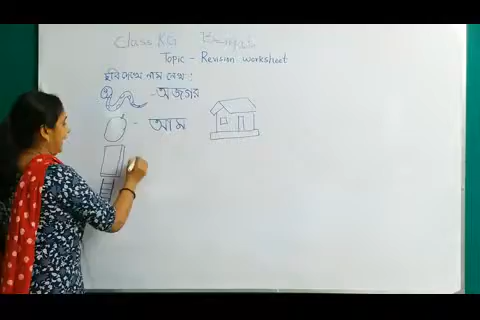 Class KG Bengali
Topic - Revision worksheet
ছবি দেখে নাম লেখ :
- অজগর
- আম